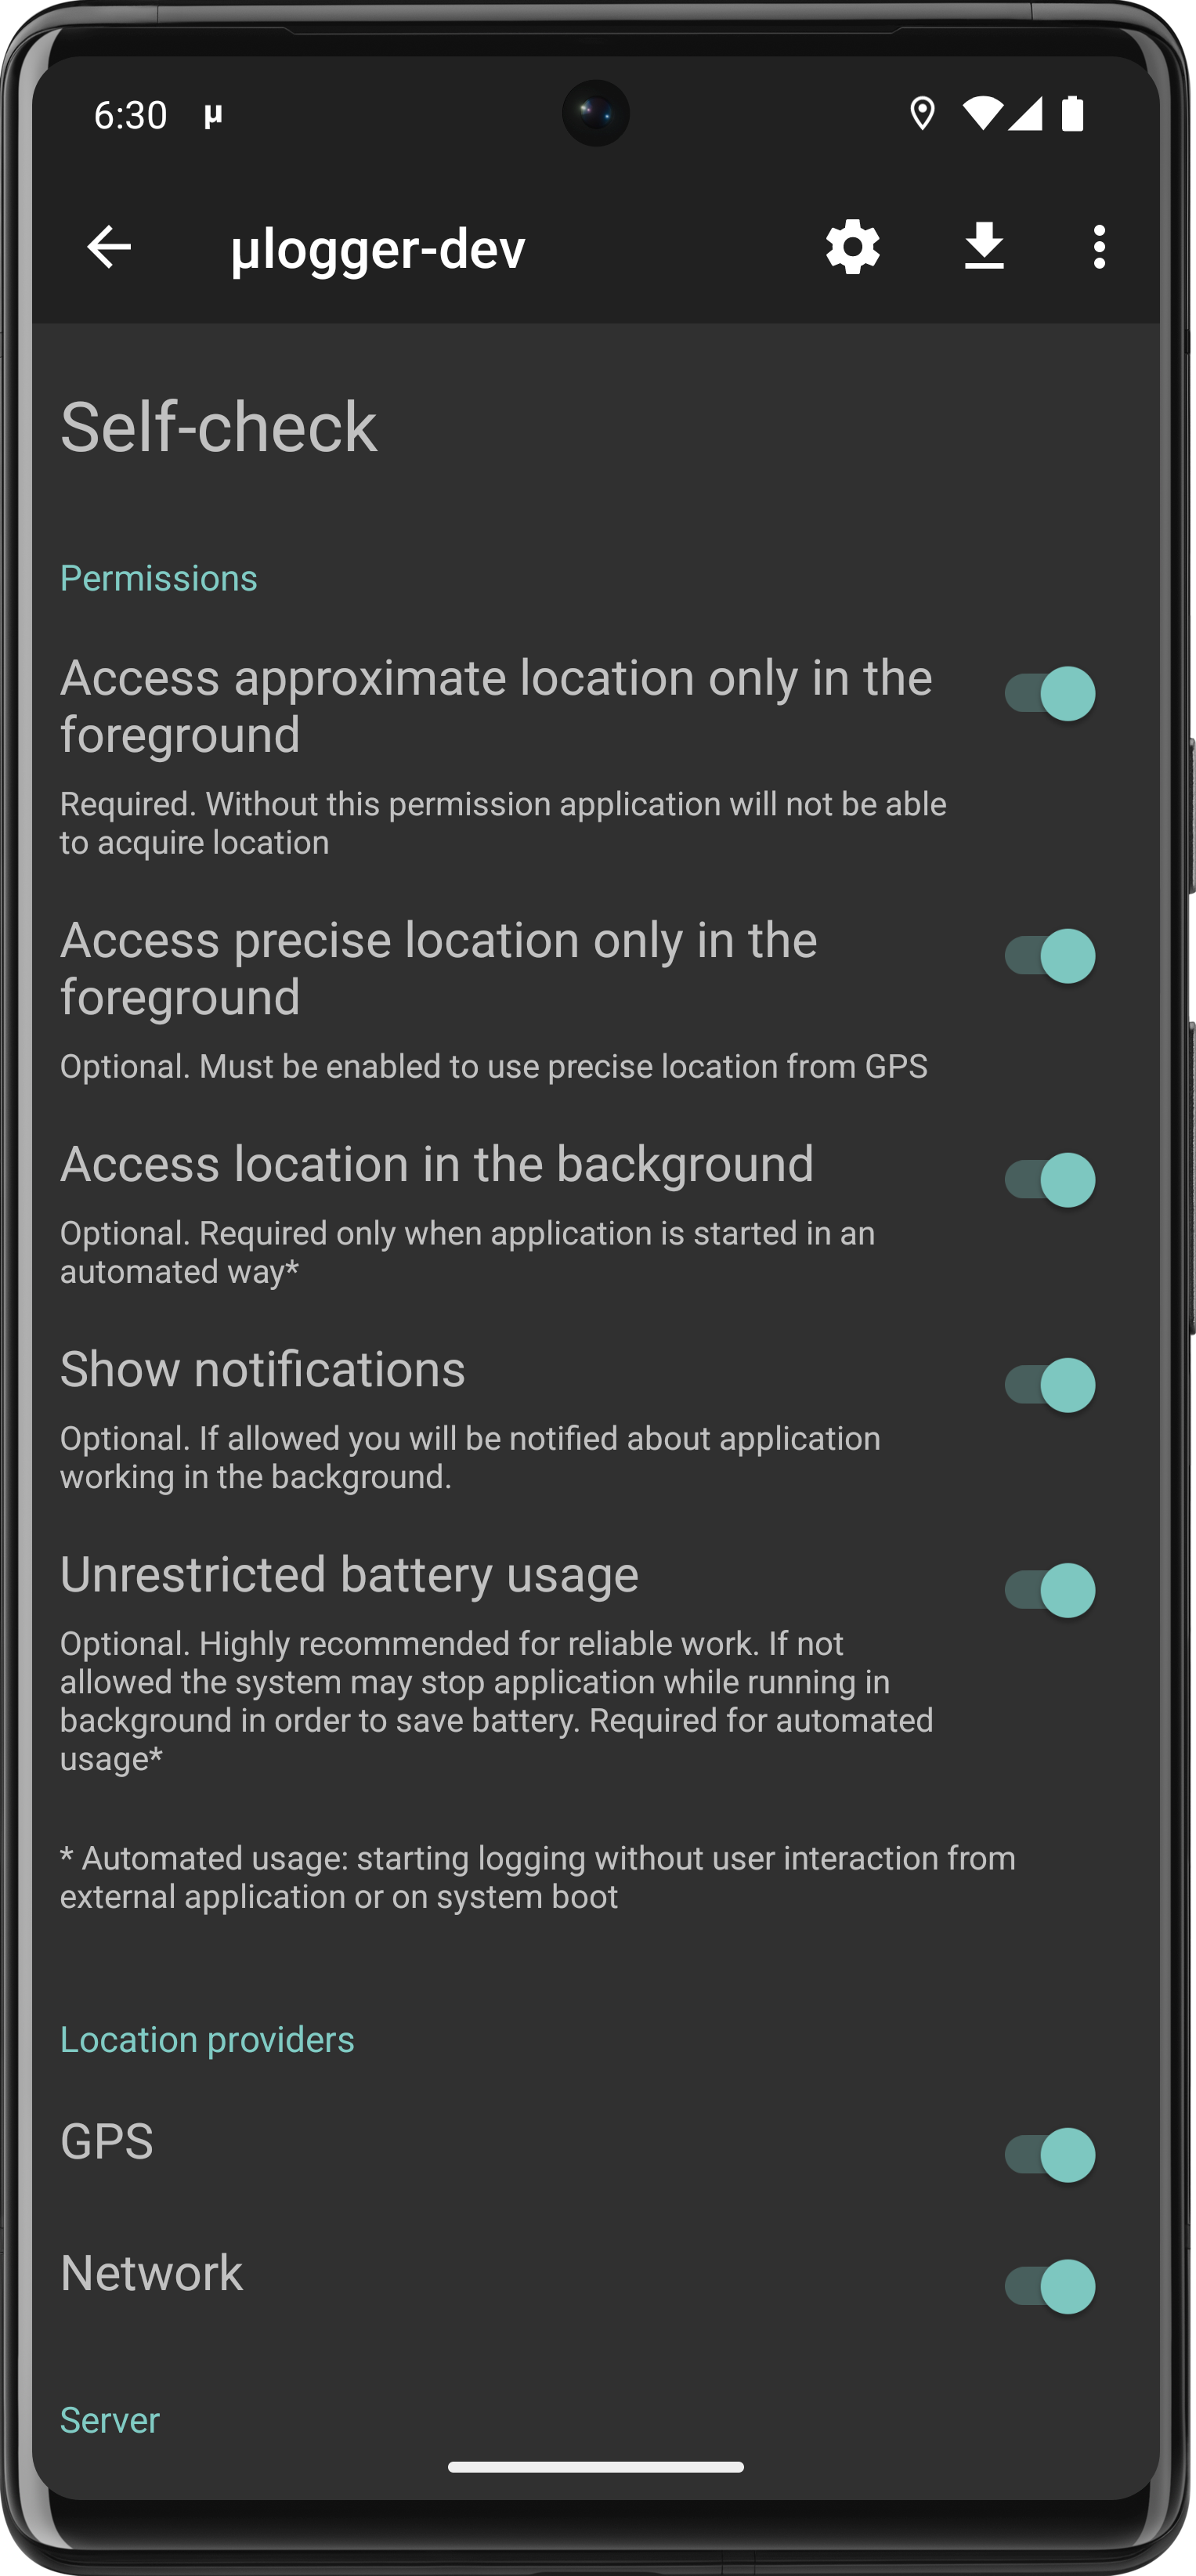 6:30 µ
µlogger-dev
Self-check
Permissions
Access approximate location only in the
foreground
Required. Without this permission application will not be able
to acquire location
Access precise location only in the
foreground
Optional. Must be enabled to use precise location from GPS
Access location in the background
Optional. Required only when application is started in an
automated way*
Show notifications
Optional. If allowed you will be notified about application
working in the background.
Unrestricted battery usage
Optional. Highly recommended for reliable work. If not
allowed the system may stop application while running in
background in order to save battery. Required for automated
usage*
* Automated usage: starting logging without user interaction from
external application or on system boot
Location providers
GPS
Network
Server